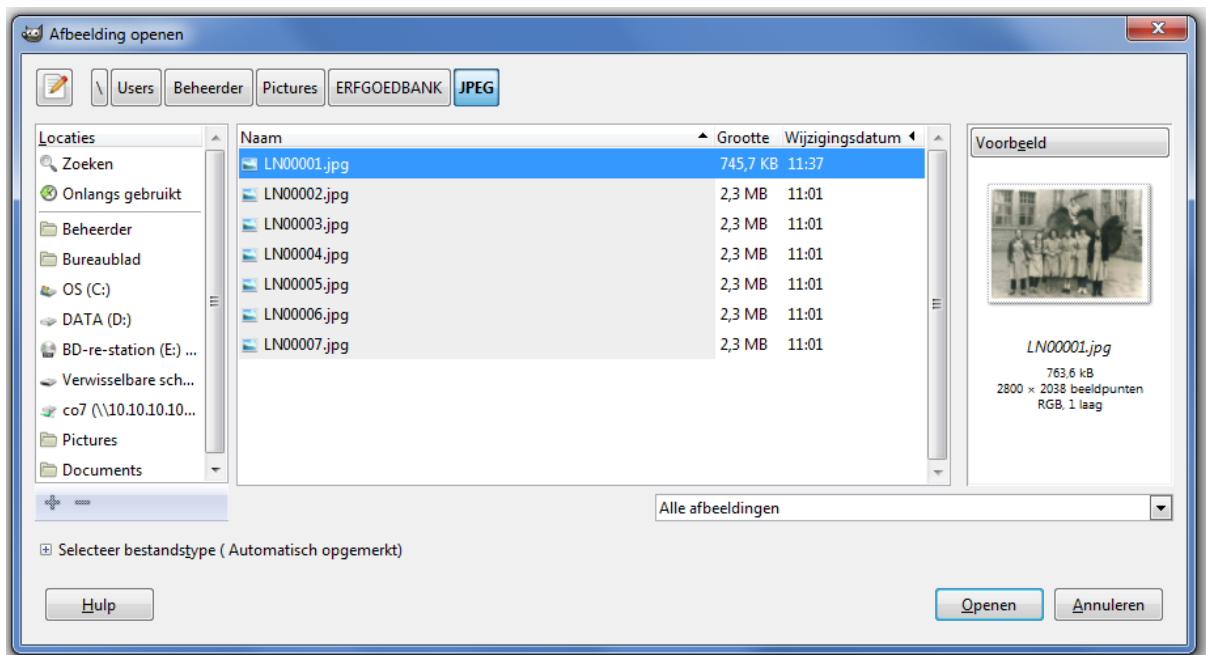 Afbeelding openen
X
\ Users Beheerder Pictures ERFGOEDBANK JPEG
Locaties
Zoeken
Onlangs gebruikt
Beheerder
Bureaublad
OS (C:)
DATA (D:)
BD-re-station (E:) ...
Verwisselbare sch...
co7 (\\10.10.10.10...
Pictures
Documents
Naam Grootte Wijzigingsdatum
LN00001.jpg 745,7 KB 11:37
LN00002.jpg 2,3 MB 11:01
LN00003.jpg 2,3 MB 11:01
LN00004.jpg 2,3 MB 11:01
LN00005.jpg 2,3 MB 11:01
LN00006.jpg 2,3 MB 11:01
LN00007.jpg 2,3 MB 11:01
Voorbeeld
LN00001.jpg
763,6 kB
2800 × 2038 beeldpunten
RGB, 1 laag
Alle afbeeldingen
Selecteer bestandstype ( Automatisch opgemerkt)
Hulp
Openen Annuleren